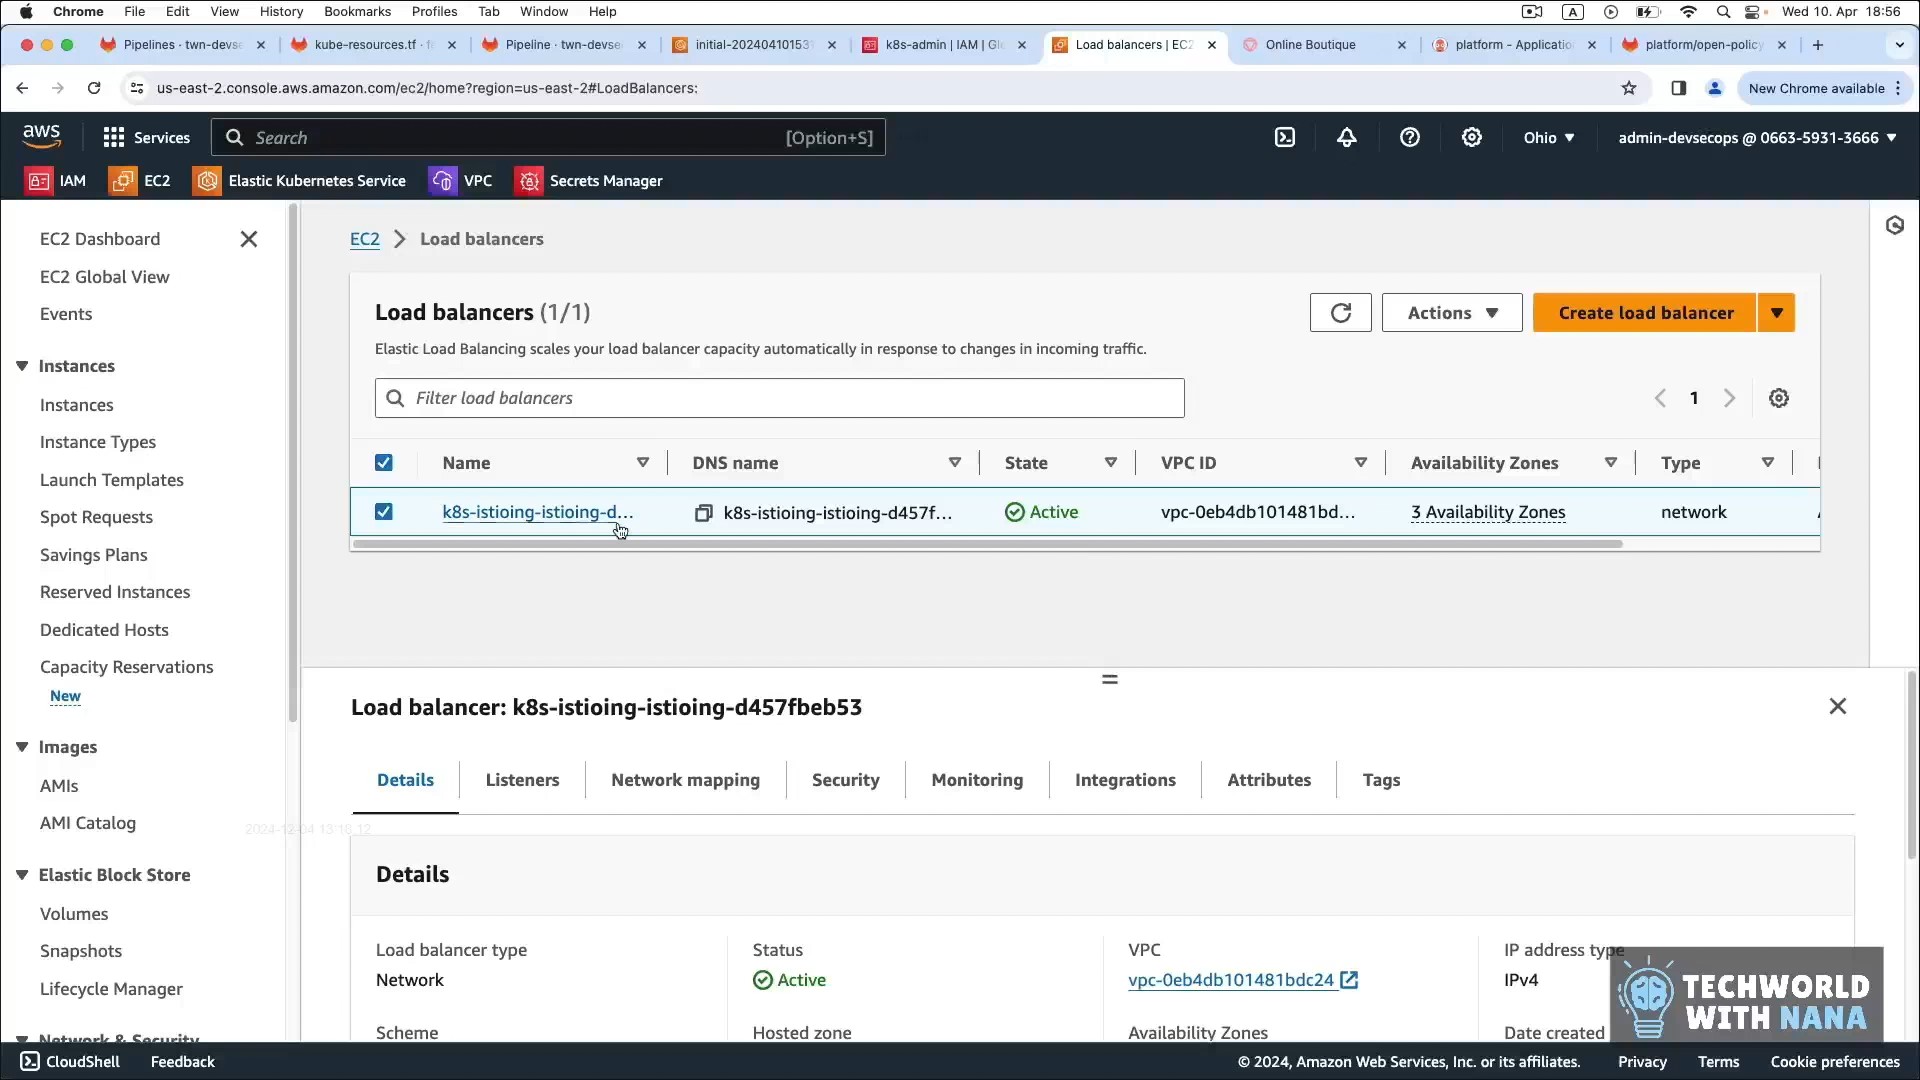 Chrome File Edit View History Bookmarks Profiles Tab Window Help
A
Wed 10. Apr 18:56
Pipelines · twn-devse
kube-resources.tf · f
Pipeline · twn-devse
initial-20240410153
k8s-admin | IAM | Gl
Load balancers | EC2
Online Boutique
platform - Applicatio
platform/open-policy
us-east-2.console.aws.amazon.com/ec2/home?region=us-east-2#LoadBalancers:
New Chrome available
aws
Services
Search
[Option+S]
Ohio
admin-devsecops @ 0663-5931-3666
IAM
EC2
Elastic Kubernetes Service
VPC
Secrets Manager
EC2 Dashboard
EC2 Global View
Events
Instances
Instances
Instance Types
Launch Templates
Spot Requests
Savings Plans
Reserved Instances
Dedicated Hosts
Capacity Reservations
New
Images
AMIs
AMI Catalog
Elastic Block Store
Volumes
Snapshots
Lifecycle Manager
Network & Security
EC2 > Load balancers
Load balancers (1/1)
Actions
Create load balancer
Elastic Load Balancing scales your load balancer capacity automatically in response to changes in incoming traffic.
Filter load balancers
1
Name DNS name State VPC ID Availability Zones Type
k8s-istioing-istioing-d... k8s-istioing-istioing-d457f... Active vpc-0eb4db101481bd... 3 Availability Zones network
Load balancer: k8s-istioing-istioing-d457fbeb53
Details Listeners Network mapping Security Monitoring Integrations Attributes Tags
2024-12-04 13:18:12
Details
Load balancer type
Network
Status
Active
VPC
vpc-0eb4db101481bdc24
IP address type
IPv4
Scheme
Hosted zone
Availability Zones
Date created
TECHWORLD
WITH NANA
CloudShell
Feedback
© 2024, Amazon Web Services, Inc. or its affiliates.
Privacy
Terms
Cookie preferences